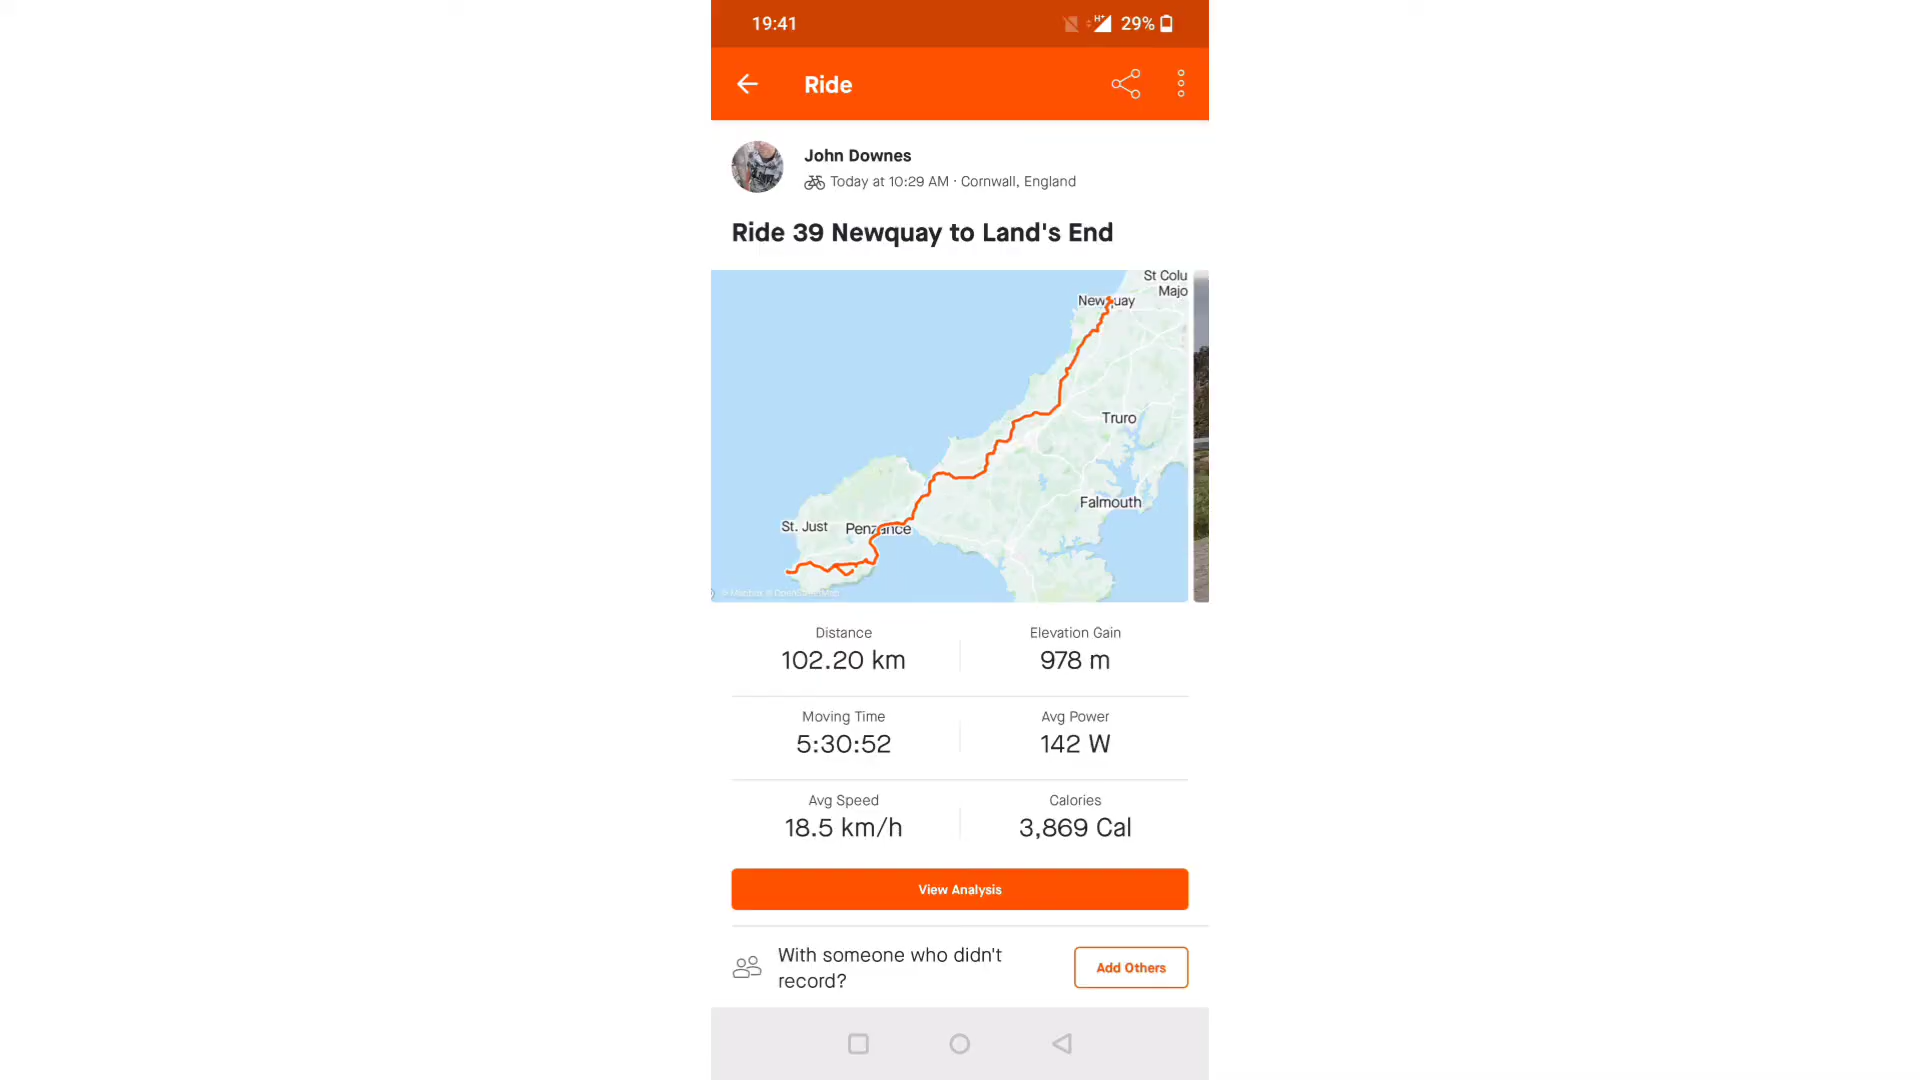 19:41
H+
29%
Ride
John Downes
Today at 10:29 AM · Cornwall, England
Ride 39 Newquay to Land's End
St Colu
Majo
Newquay
Truro
Falmouth
St. Just
Penzance
© Mapbox © OpenStreetMap
Distance
102.20 km
Elevation Gain
978 m
Moving Time
5:30:52
Avg Power
142 W
Avg Speed
18.5 km/h
Calories
3,869 Cal
View Analysis
With someone who didn't
record?
Add Others